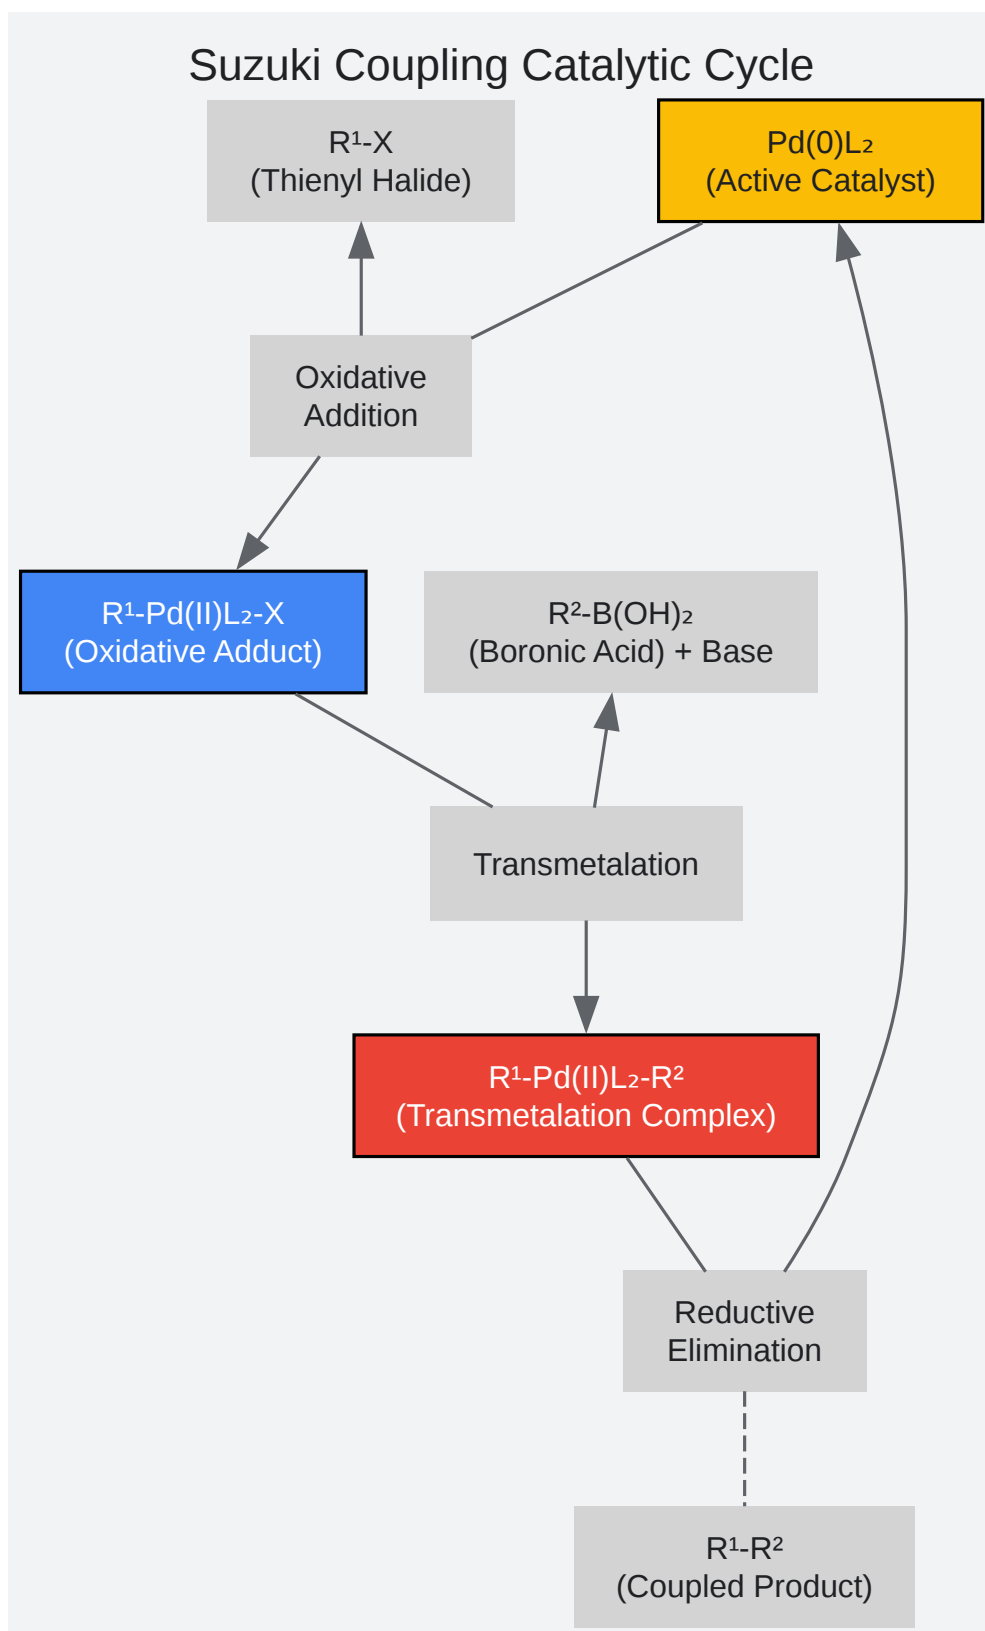 Suzuki Coupling Catalytic Cycle
R¹-X
(Thienyl Halide)
Pd(0)L₂
(Active Catalyst)
Oxidative
Addition
R¹-Pd(II)L₂-X
(Oxidative Adduct)
R²-B(OH)₂
(Boronic Acid) + Base
Transmetalation
R¹-Pd(II)L₂-R²
(Transmetalation Complex)
Reductive
Elimination
R¹-R²
(Coupled Product)